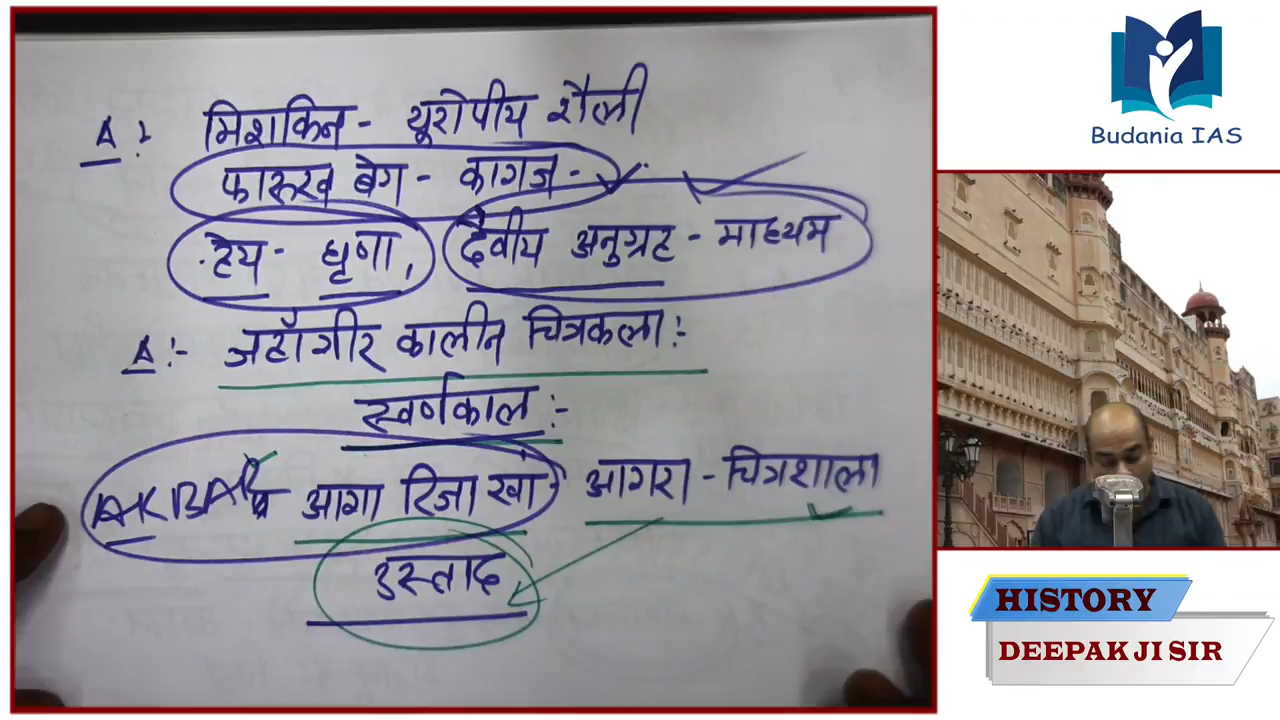 A : मिशकिन - यूरोपीय शैली
फारुख बेग - कागज -
हेय - घृणा, दैवीय अनुग्रह - माध्यम
A :- जहाँगीर कालीन चित्रकला :-
स्वर्णकाल :-
AKBAR आगा रिजा खां : आगरा - चित्रशाला
उस्ताद
Budania IAS
HISTORY
DEEPAK JI SIR